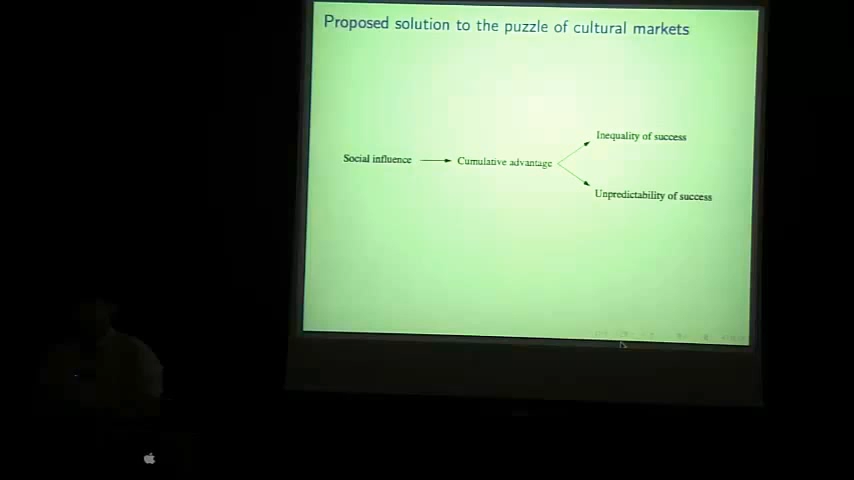 Proposed solution to the puzzle of cultural markets
Inequality of success
Social influence
Cumulative advantage
Unpredictability of success